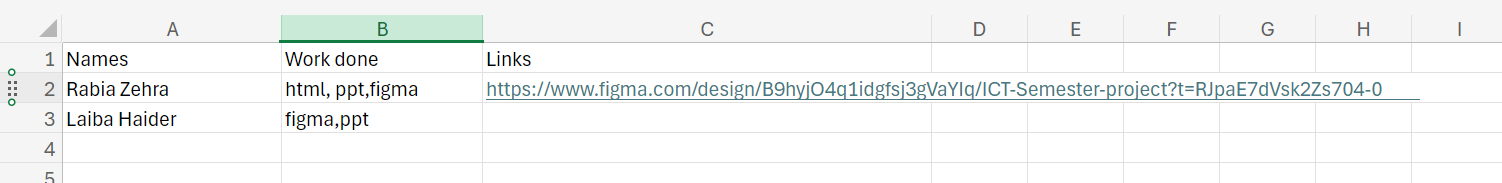 A B C D E F G H I
1 Names Work done Links
2 Rabia Zehra html, ppt,figma https://www.figma.com/design/B9hyjO4q1idgfsj3gVaYIq/ICT-Semester-project?t=RJpaE7dVsk2Zs704-0
3 Laiba Haider figma,ppt
4
5